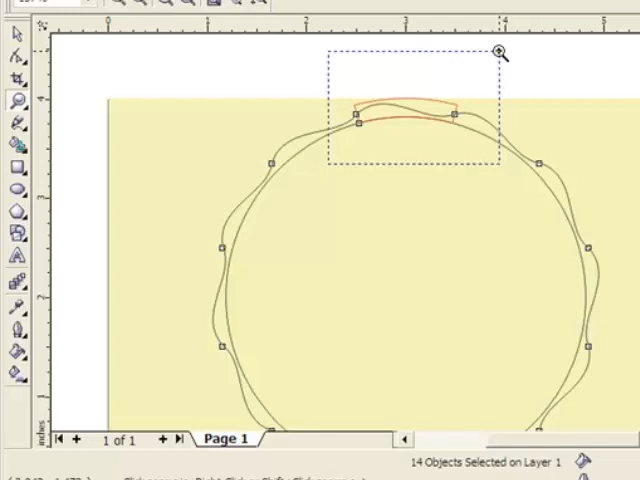 0 1 2 3 4 5
4
3
2
1
inches
1 of 1 Page 1
14 Objects Selected on Layer 1